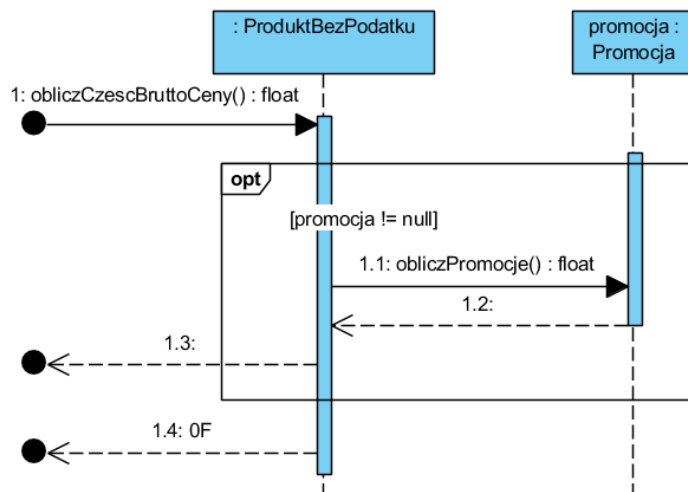 : ProduktBezPodatku
promocja :
Promocja
1: obliczCzescBruttoCeny() : float
opt
[promocja != null]
1.1: obliczPromocje() : float
1.2:
1.3:
1.4: 0F